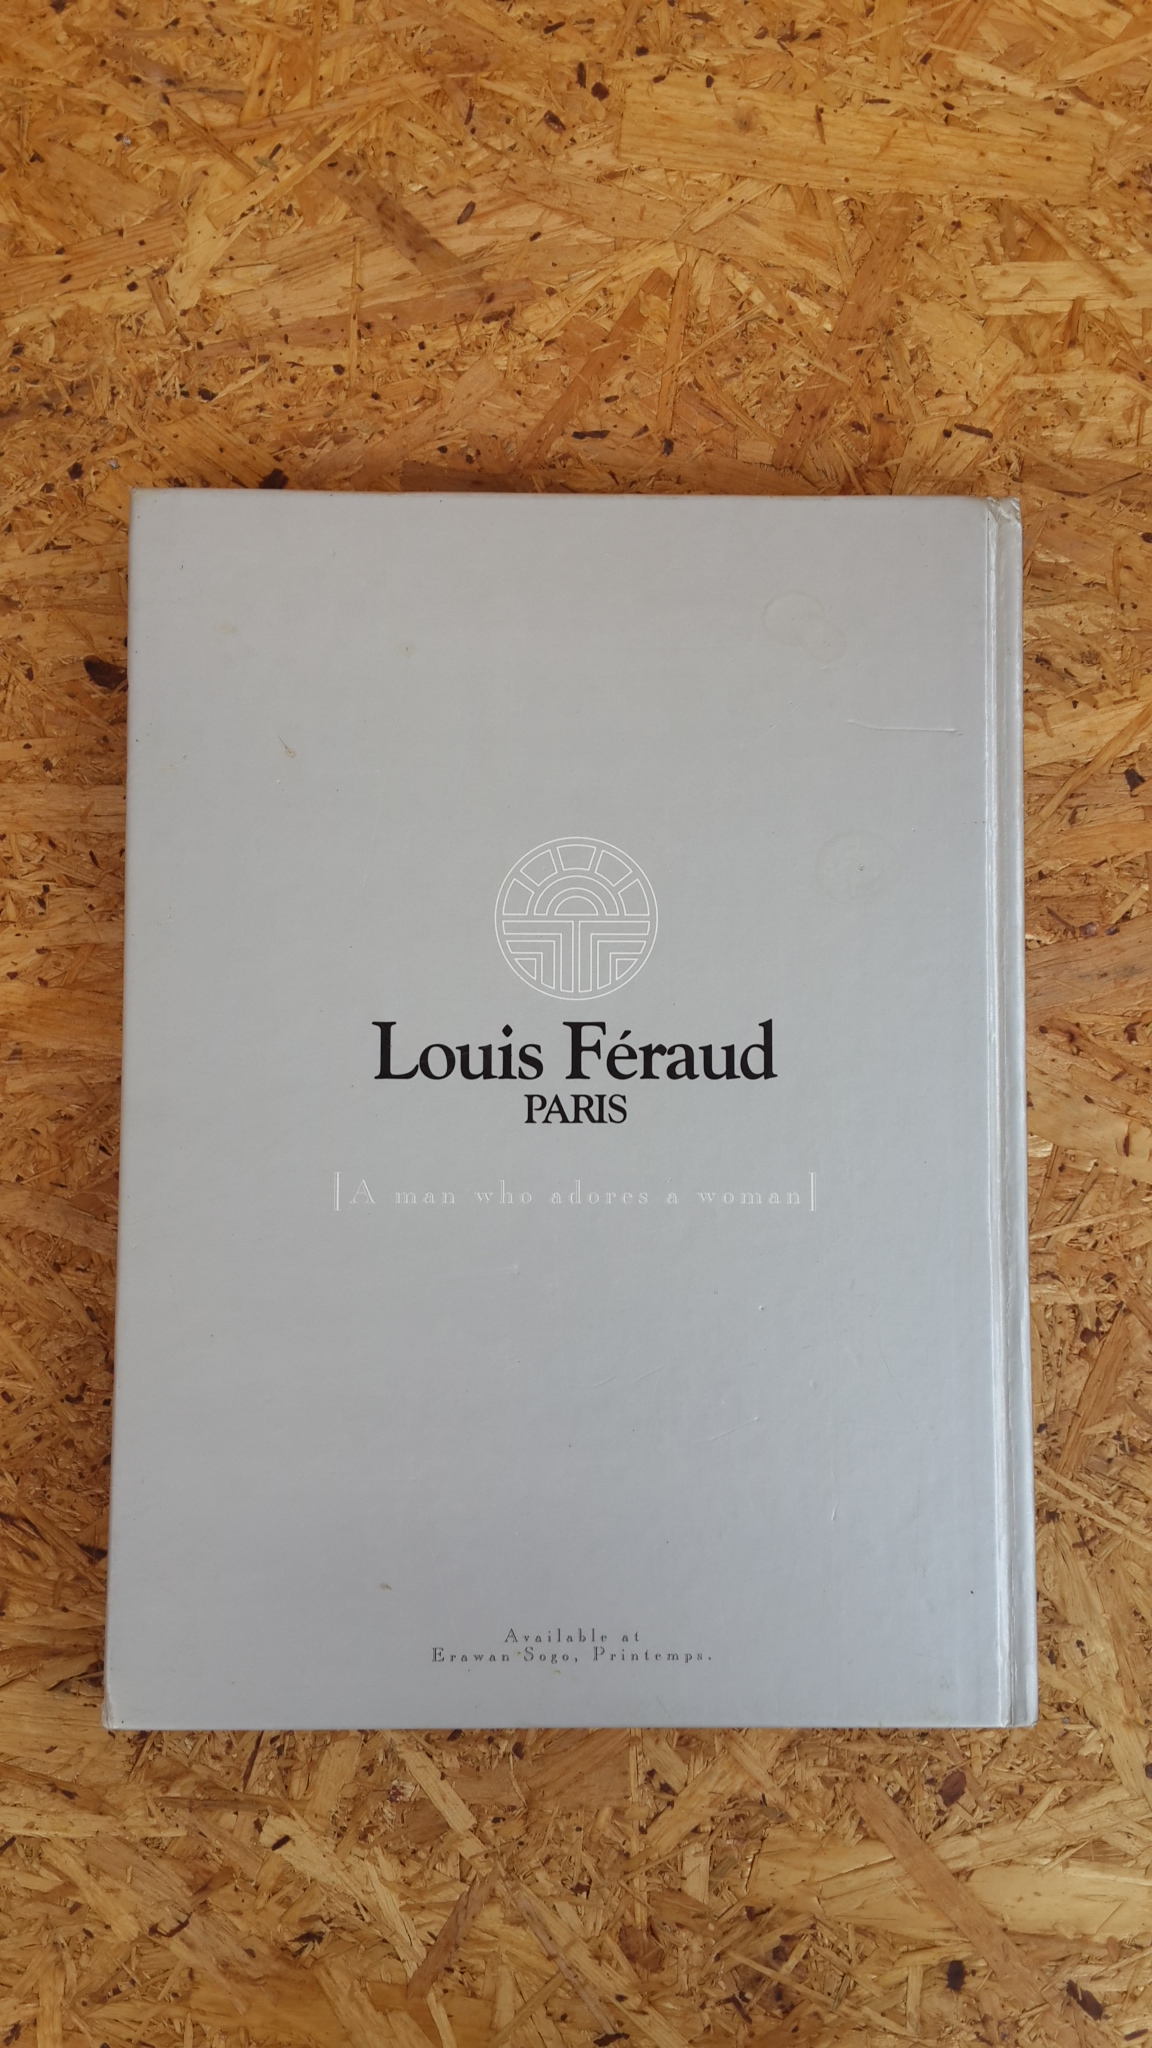 Louis Féraud
PARIS
[A man who adores a woman]
Available at
Erawan Sogo, Printemps.